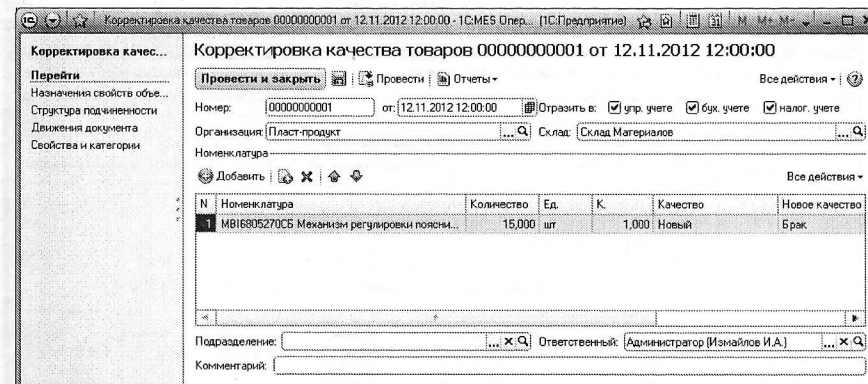 Корректировка качества товаров 00000000001 от 12.11.2012 12:00:00 - 1C:MES Опер... (1С:Предприятие) M M+ M-
Корректировка качес...
Перейти
Назначения свойств объе...
Структура подчиненности
Движения документа
Свойства и категории
Корректировка качества товаров 00000000001 от 12.11.2012 12:00:00
Провести и закрыть Провести Отчеты Все действия
Номер: 00000000001 от: 12.11.2012 12:00:00 Отразить в: упр. учете бух. учете налог. учете
Организация: Пласт-продукт ... Склад: Склад Материалов ...
Номенклатура
Добавить Все действия
N Номенклатура Количество Ед. К. Качество Новое качество
1 MBI6805270СБ Механизм регулировки поясни... 15,000 шт 1,000 Новый Брак
Подразделение: ... Ответственный: Администратор (Измайлов И.А.) ...
Комментарий: